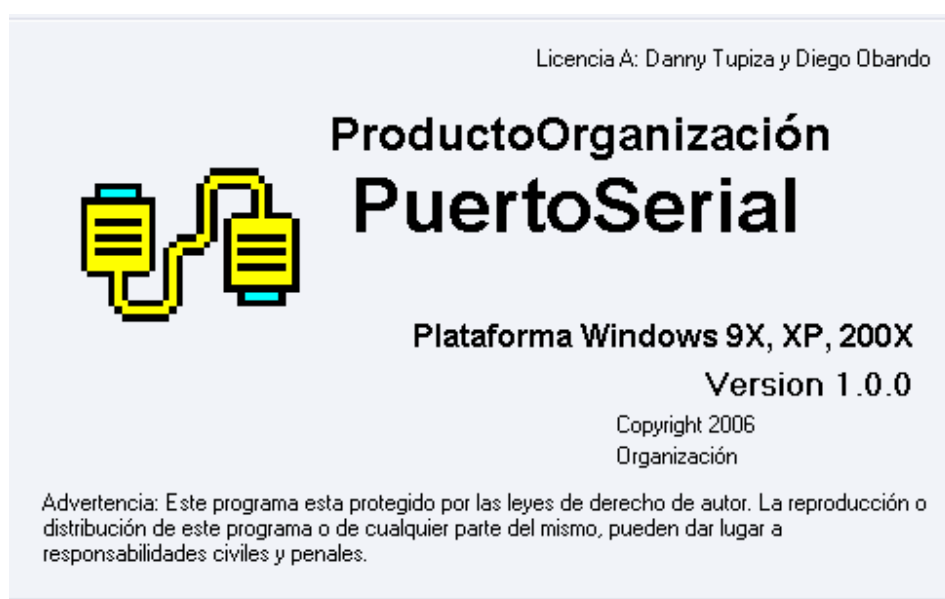 Licencia A: Danny Tupiza y Diego Obando
ProductoOrganización
PuertoSerial
Plataforma Windows 9X, XP, 200X
Version 1.0.0
Copyright 2006
Organización
Advertencia: Este programa esta protegido por las leyes de derecho de autor. La reproducción o
distribución de este programa o de cualquier parte del mismo, pueden dar lugar a
responsabilidades civiles y penales.